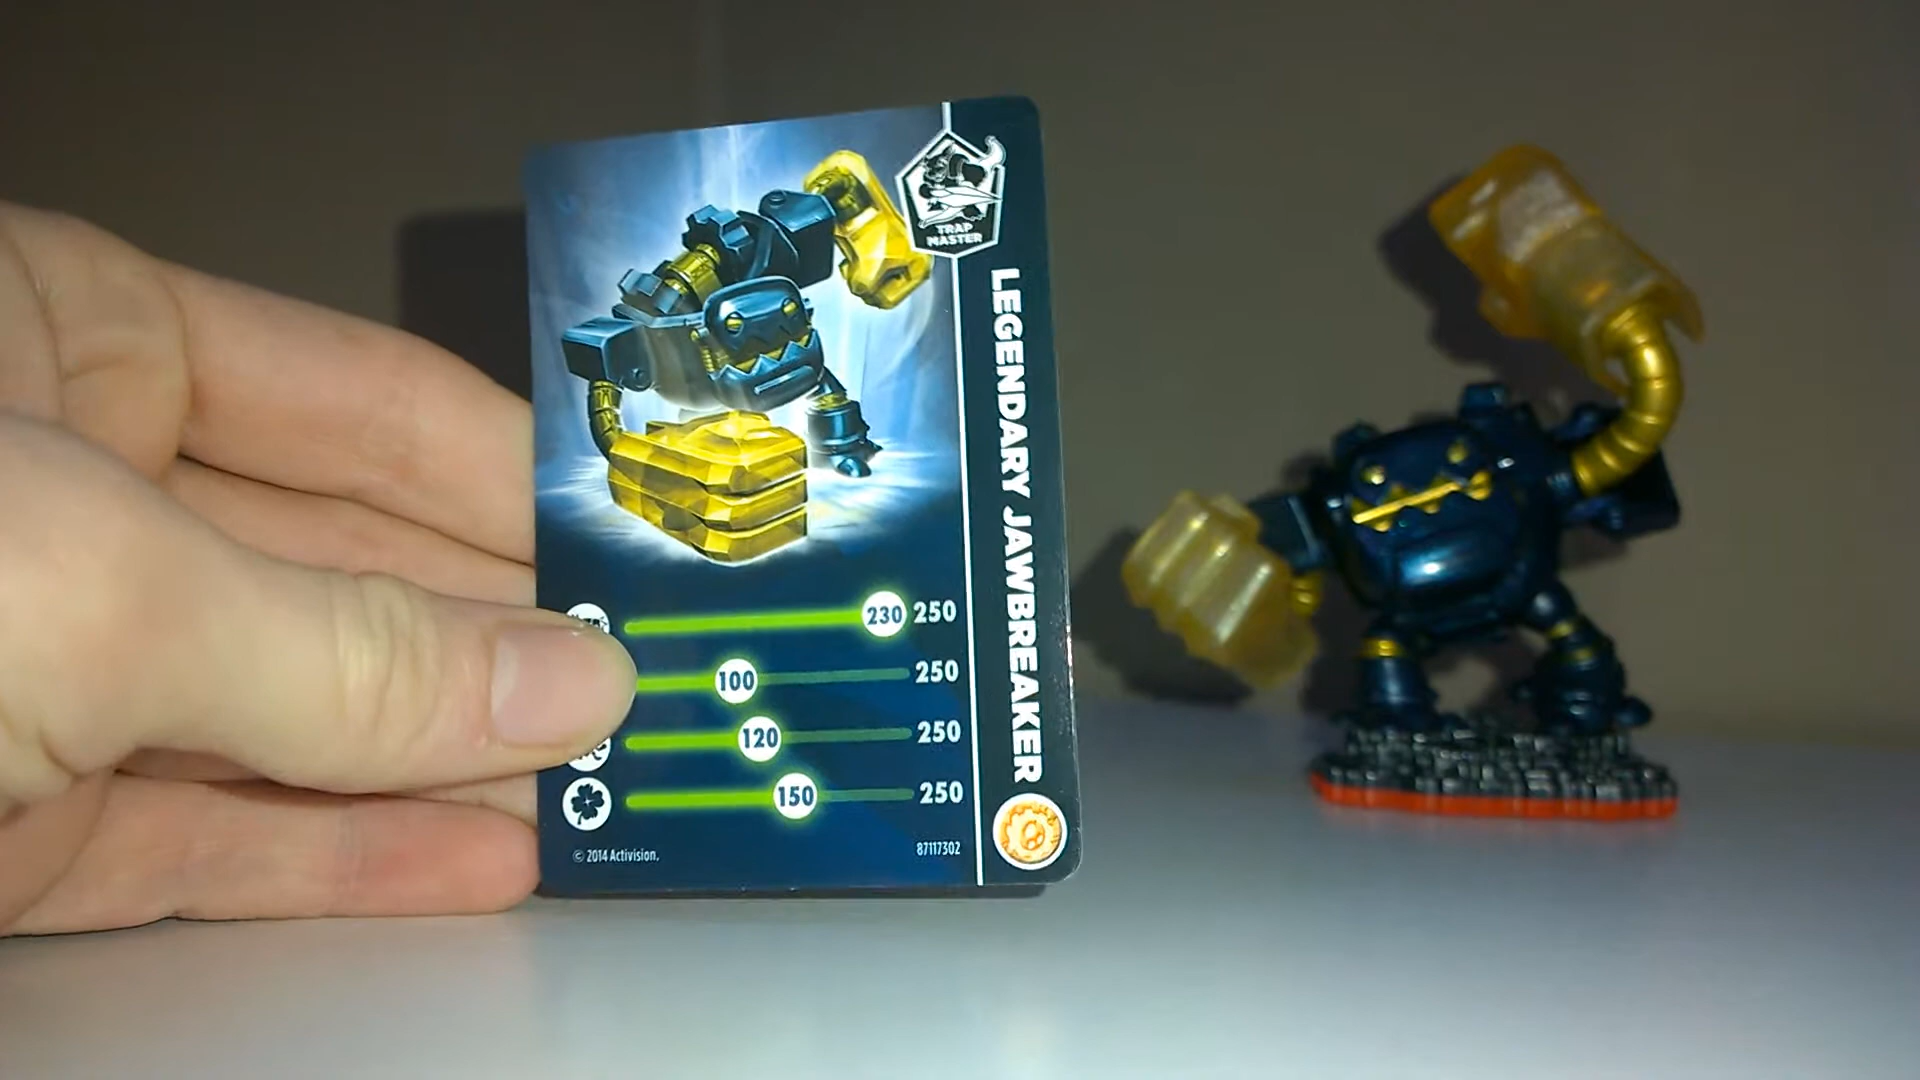 TRAP
MASTER
LEGENDARY JAWBREAKER
230 250
100 250
120 250
150 250
© 2014 Activision.
87117302